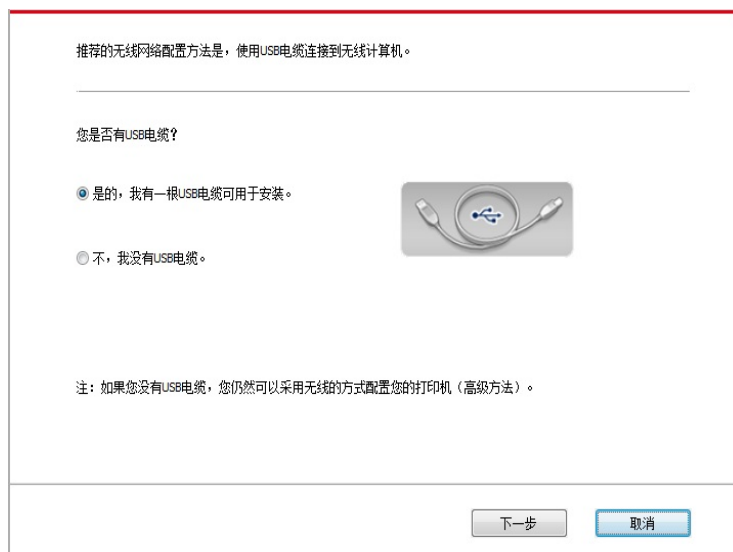 推荐的无线网络配置方法是，使用USB电缆连接到无线计算机。
您是否有USB电缆？
是的，我有一根USB电缆可用于安装。
不，我没有USB电缆。
注：如果您没有USB电缆，您仍然可以采用无线的方式配置您的打印机（高级方法）。
下一步
取消